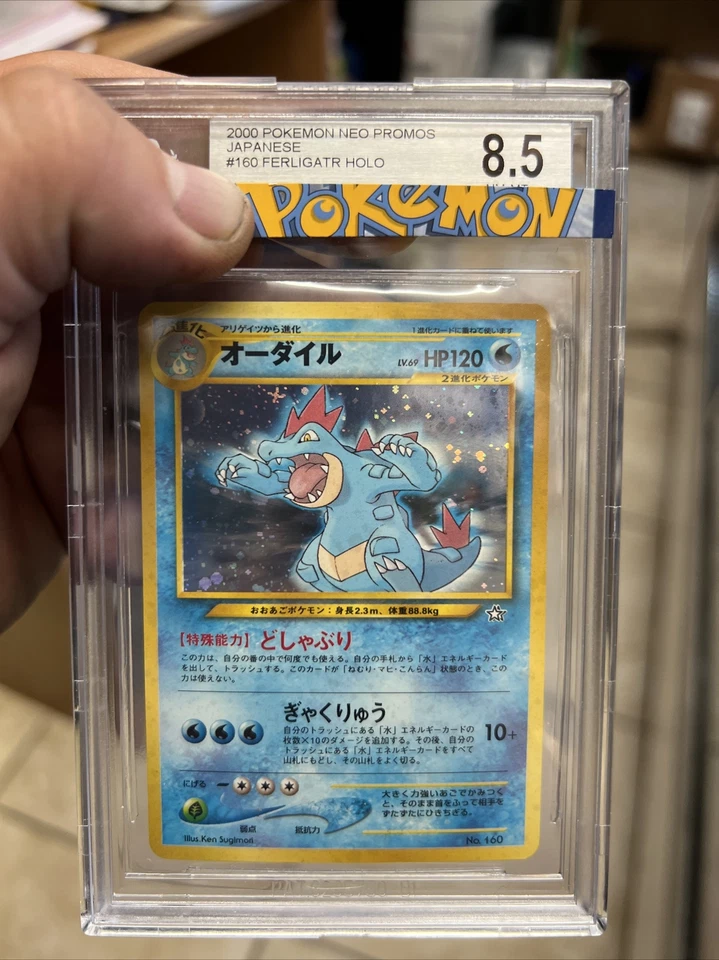 2000 POKEMON NEO PROMOS
JAPANESE
#160 FERLIGATR HOLO
8.5
POKéMON
アリゲイツから進化
1進化カードに重ねて使います
オーダイル
LV.69 HP120
2進化ポケモン
おおあごポケモン：身長2.3m、体重88.8kg
【特殊能力】どしゃぶり
この力は、自分の番の中で何度でも使える。自分の手札から「水」エネルギーカード
を出して、トラッシュする。このカードが「ねむり・マヒ・こんらん」状態のとき、この
力は使えない。
ぎゃくりゅう
自分のトラッシュにある「水」エネルギーカードの
枚数×10のダメージを追加する。その後、自分の
トラッシュにある「水」エネルギーカードをすべて
山札にもどし、その山札をよく切る。
10+
にげる
弱点
抵抗力
大きく力強いあごでかみつく
と、そのまま首をふって相手を
ずたずたにひきちぎる。
Illus.Ken Sugimori
No. 160